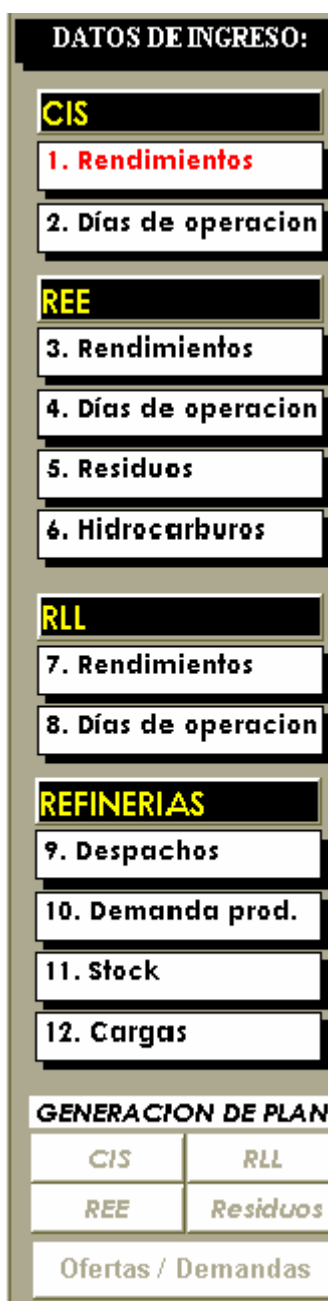 DATOS DE INGRESO:
CIS
1. Rendimientos
2. Días de operacion
REE
3. Rendimientos
4. Días de operacion
5. Residuos
6. Hidrocarburos
RLL
7. Rendimientos
8. Días de operacion
REFINERIAS
9. Despachos
10. Demanda prod.
11. Stock
12. Cargas
GENERACION DE PLAN
CIS RLL
REE Residuos
Ofertas / Demandas